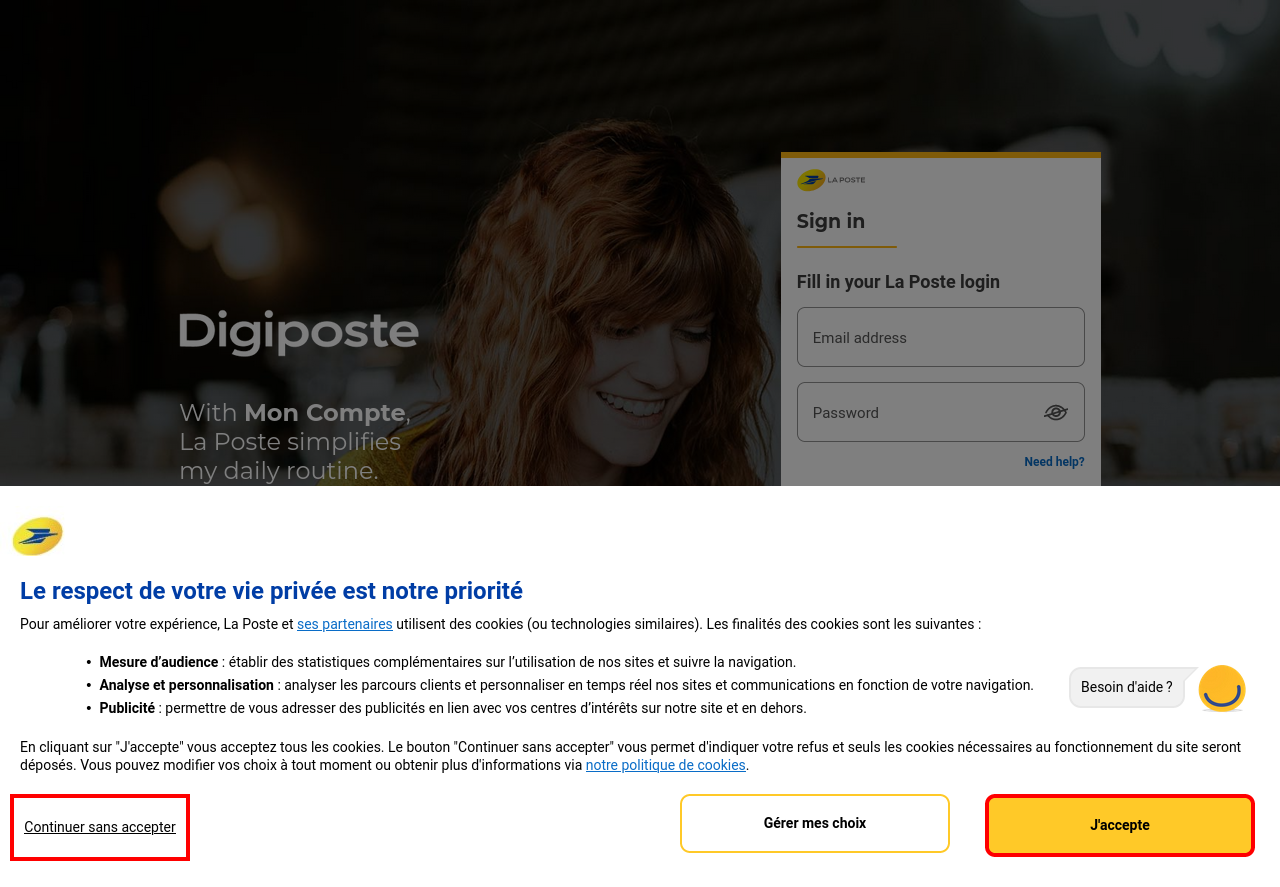 LA POSTE
Sign in
Fill in your La Poste login
Email address
Password
Need help?
Digiposte
With Mon Compte,
La Poste simplifies
my daily routine.
Le respect de votre vie privée est notre priorité
Pour améliorer votre expérience, La Poste et ses partenaires utilisent des cookies (ou technologies similaires). Les finalités des cookies sont les suivantes :
• Mesure d’audience : établir des statistiques complémentaires sur l’utilisation de nos sites et suivre la navigation.
• Analyse et personnalisation : analyser les parcours clients et personnaliser en temps réel nos sites et communications en fonction de votre navigation.
• Publicité : permettre de vous adresser des publicités en lien avec vos centres d’intérêts sur notre site et en dehors.
Besoin d'aide ?
En cliquant sur "J'accepte" vous acceptez tous les cookies. Le bouton "Continuer sans accepter" vous permet d'indiquer votre refus et seuls les cookies nécessaires au fonctionnement du site seront
déposés. Vous pouvez modifier vos choix à tout moment ou obtenir plus d'informations via notre politique de cookies.
Continuer sans accepter
Gérer mes choix
J'accepte